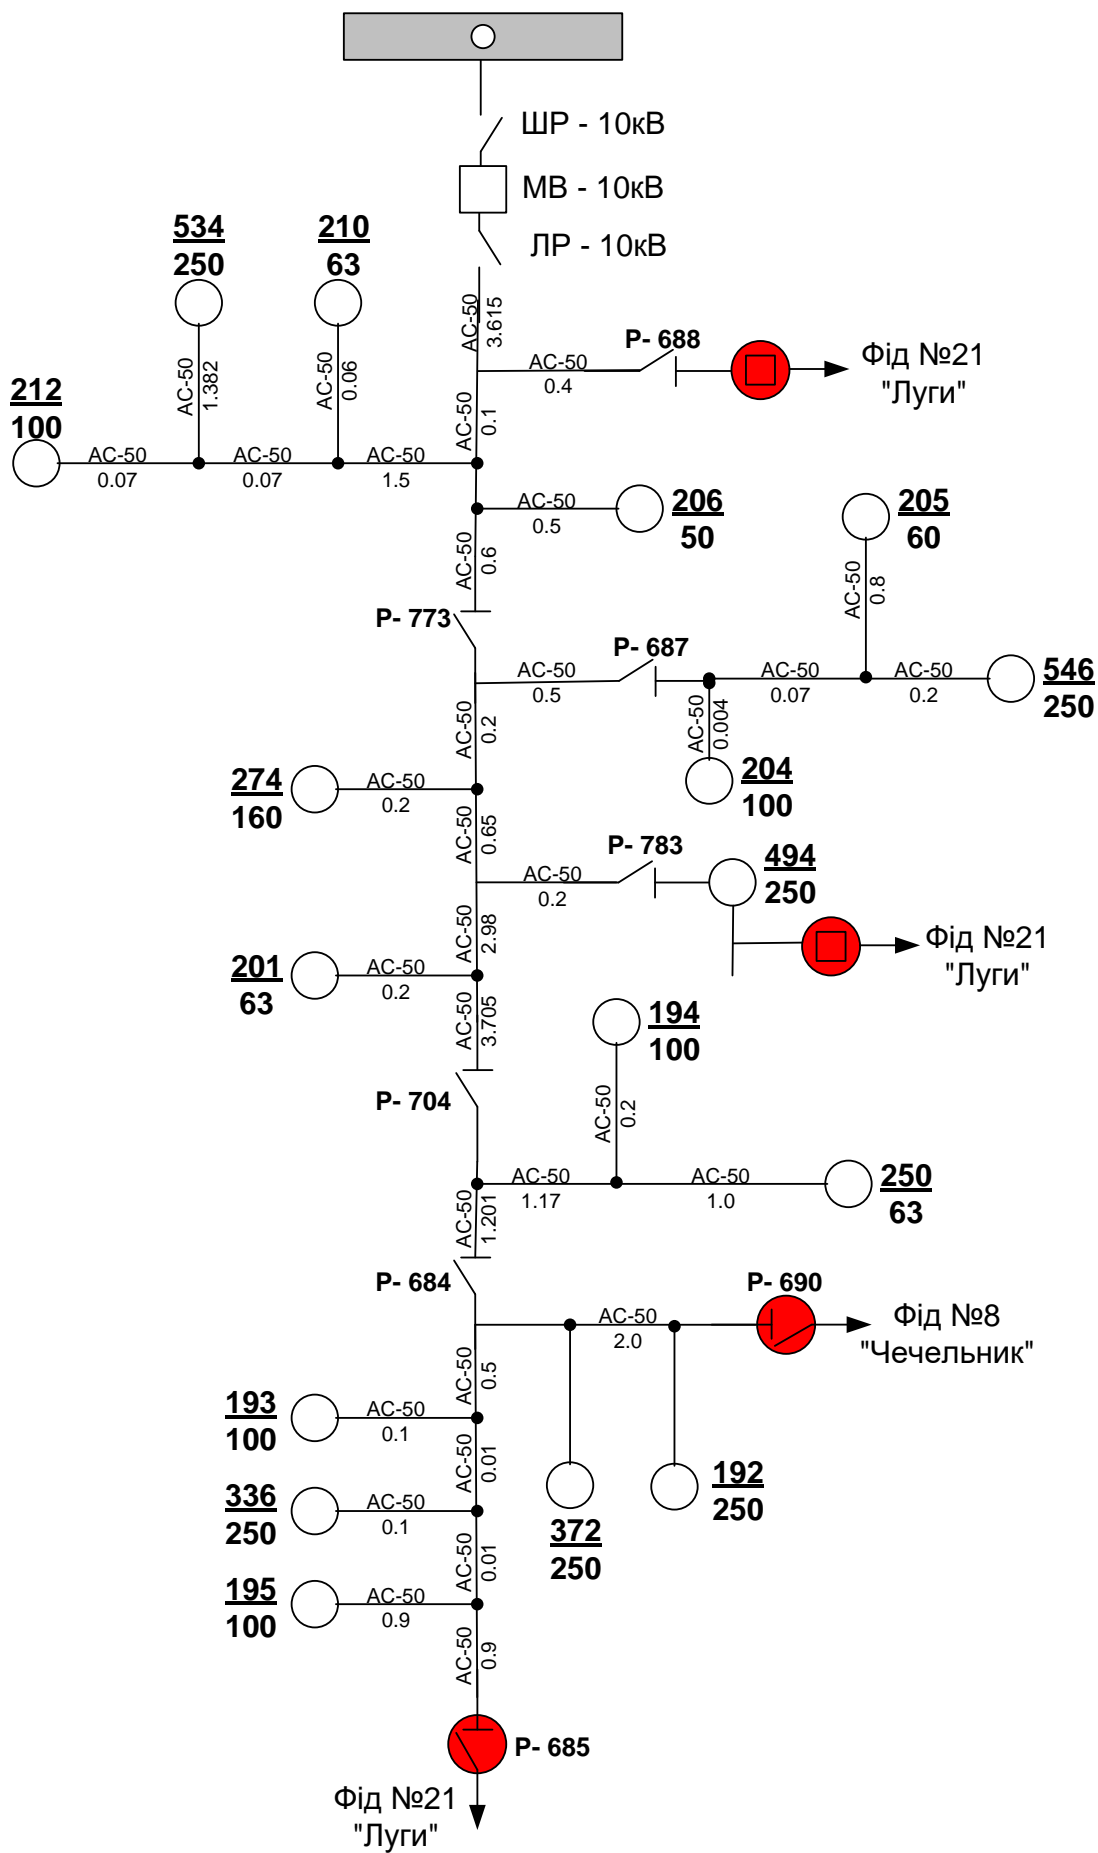 ШР - 10кВ
МВ - 10кВ
ЛР - 10кВ
534
250
210
63
АС-50
3.615
Р- 688
АС-50
0.4
Фід №21
"Луги"
АС-50
1.382
АС-50
0.06
212
100
АС-50
0.1
АС-50
0.07
АС-50
0.07
АС-50
1.5
АС-50
0.5
206
50
205
60
АС-50
0.6
АС-50
0.8
Р- 773
Р- 687
АС-50
0.5
АС-50
0.07
АС-50
0.2
546
250
АС-50
0.2
АС-50
0.004
204
100
274
160
АС-50
0.2
АС-50
0.65
Р- 783
АС-50
0.2
494
250
АС-50
2.98
Фід №21
"Луги"
201
63
АС-50
0.2
АС-50
3.705
194
100
Р- 704
АС-50
0.2
АС-50
1.17
АС-50
1.0
250
63
АС-50
1.201
Р- 684
Р- 690
АС-50
2.0
Фід №8
"Чечельник"
АС-50
0.5
193
100
АС-50
0.1
АС-50
0.01
336
250
АС-50
0.1
192
250
372
250
АС-50
0.01
195
100
АС-50
0.9
АС-50
0.9
Р- 685
Фід №21
"Луги"